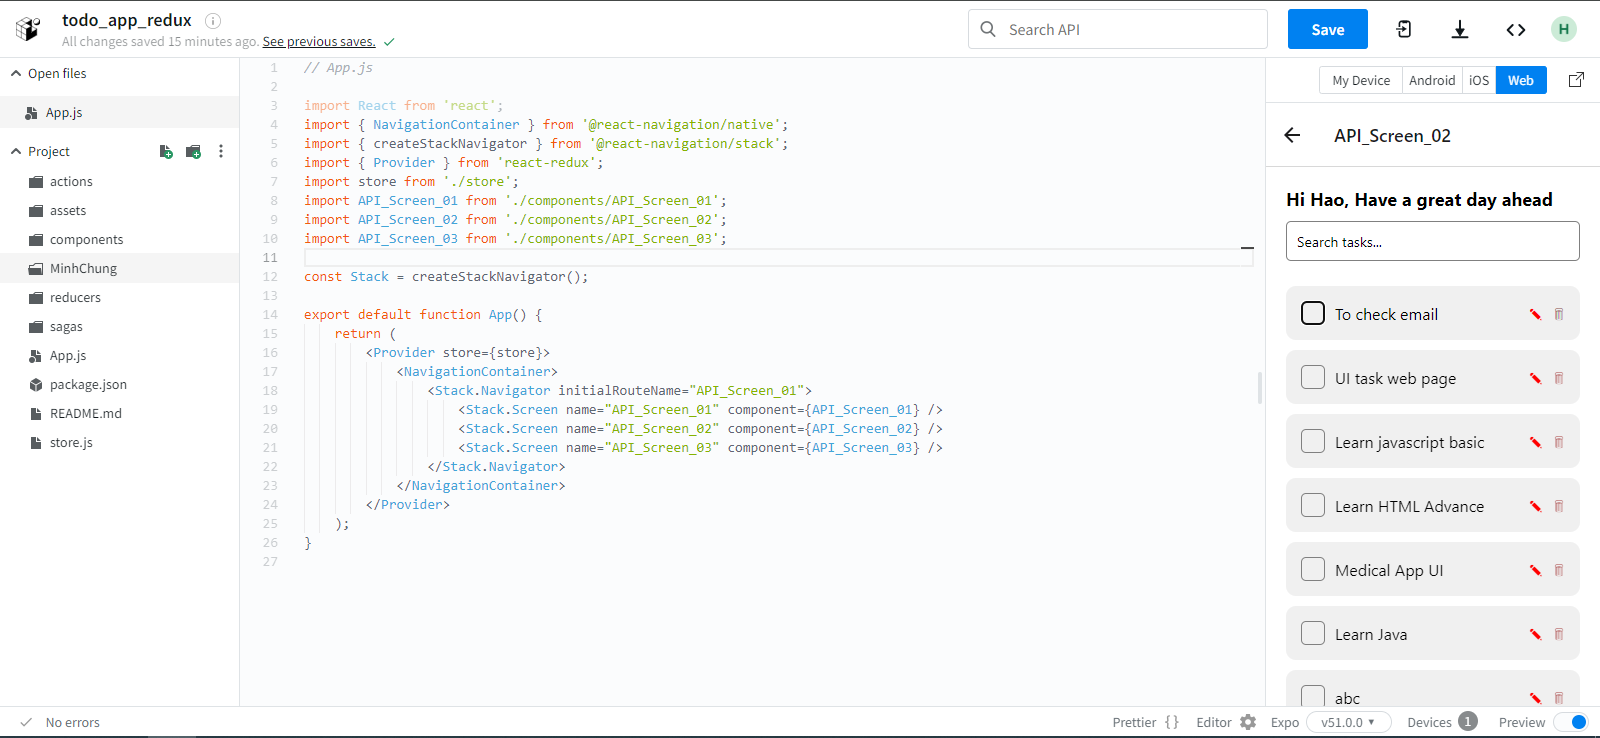 todo_app_redux
All changes saved 15 minutes ago. See previous saves.
Search API
Save
H
Open files
App.js
Project
actions
assets
components
MinhChung
reducers
sagas
App.js
package.json
README.md
store.js
1 // App.js
2
3 import React from 'react';
4 import { NavigationContainer } from '@react-navigation/native';
5 import { createStackNavigator } from '@react-navigation/stack';
6 import { Provider } from 'react-redux';
7 import store from './store';
8 import API_Screen_01 from './components/API_Screen_01';
9 import API_Screen_02 from './components/API_Screen_02';
10 import API_Screen_03 from './components/API_Screen_03';
11
12 const Stack = createStackNavigator();
13
14 export default function App() {
15     return (
16         <Provider store={store}>
17             <NavigationContainer>
18                 <Stack.Navigator initialRouteName="API_Screen_01">
19                     <Stack.Screen name="API_Screen_01" component={API_Screen_01} />
20                     <Stack.Screen name="API_Screen_02" component={API_Screen_02} />
21                     <Stack.Screen name="API_Screen_03" component={API_Screen_03} />
22                 </Stack.Navigator>
23             </NavigationContainer>
24         </Provider>
25     );
26 }
27
My Device Android iOS Web
API_Screen_02
Hi Hao, Have a great day ahead
Search tasks...
To check email
UI task web page
Learn javascript basic
Learn HTML Advance
Medical App UI
Learn Java
abc
No errors
Prettier {} Editor Expo v51.0.0 Devices 1 Preview